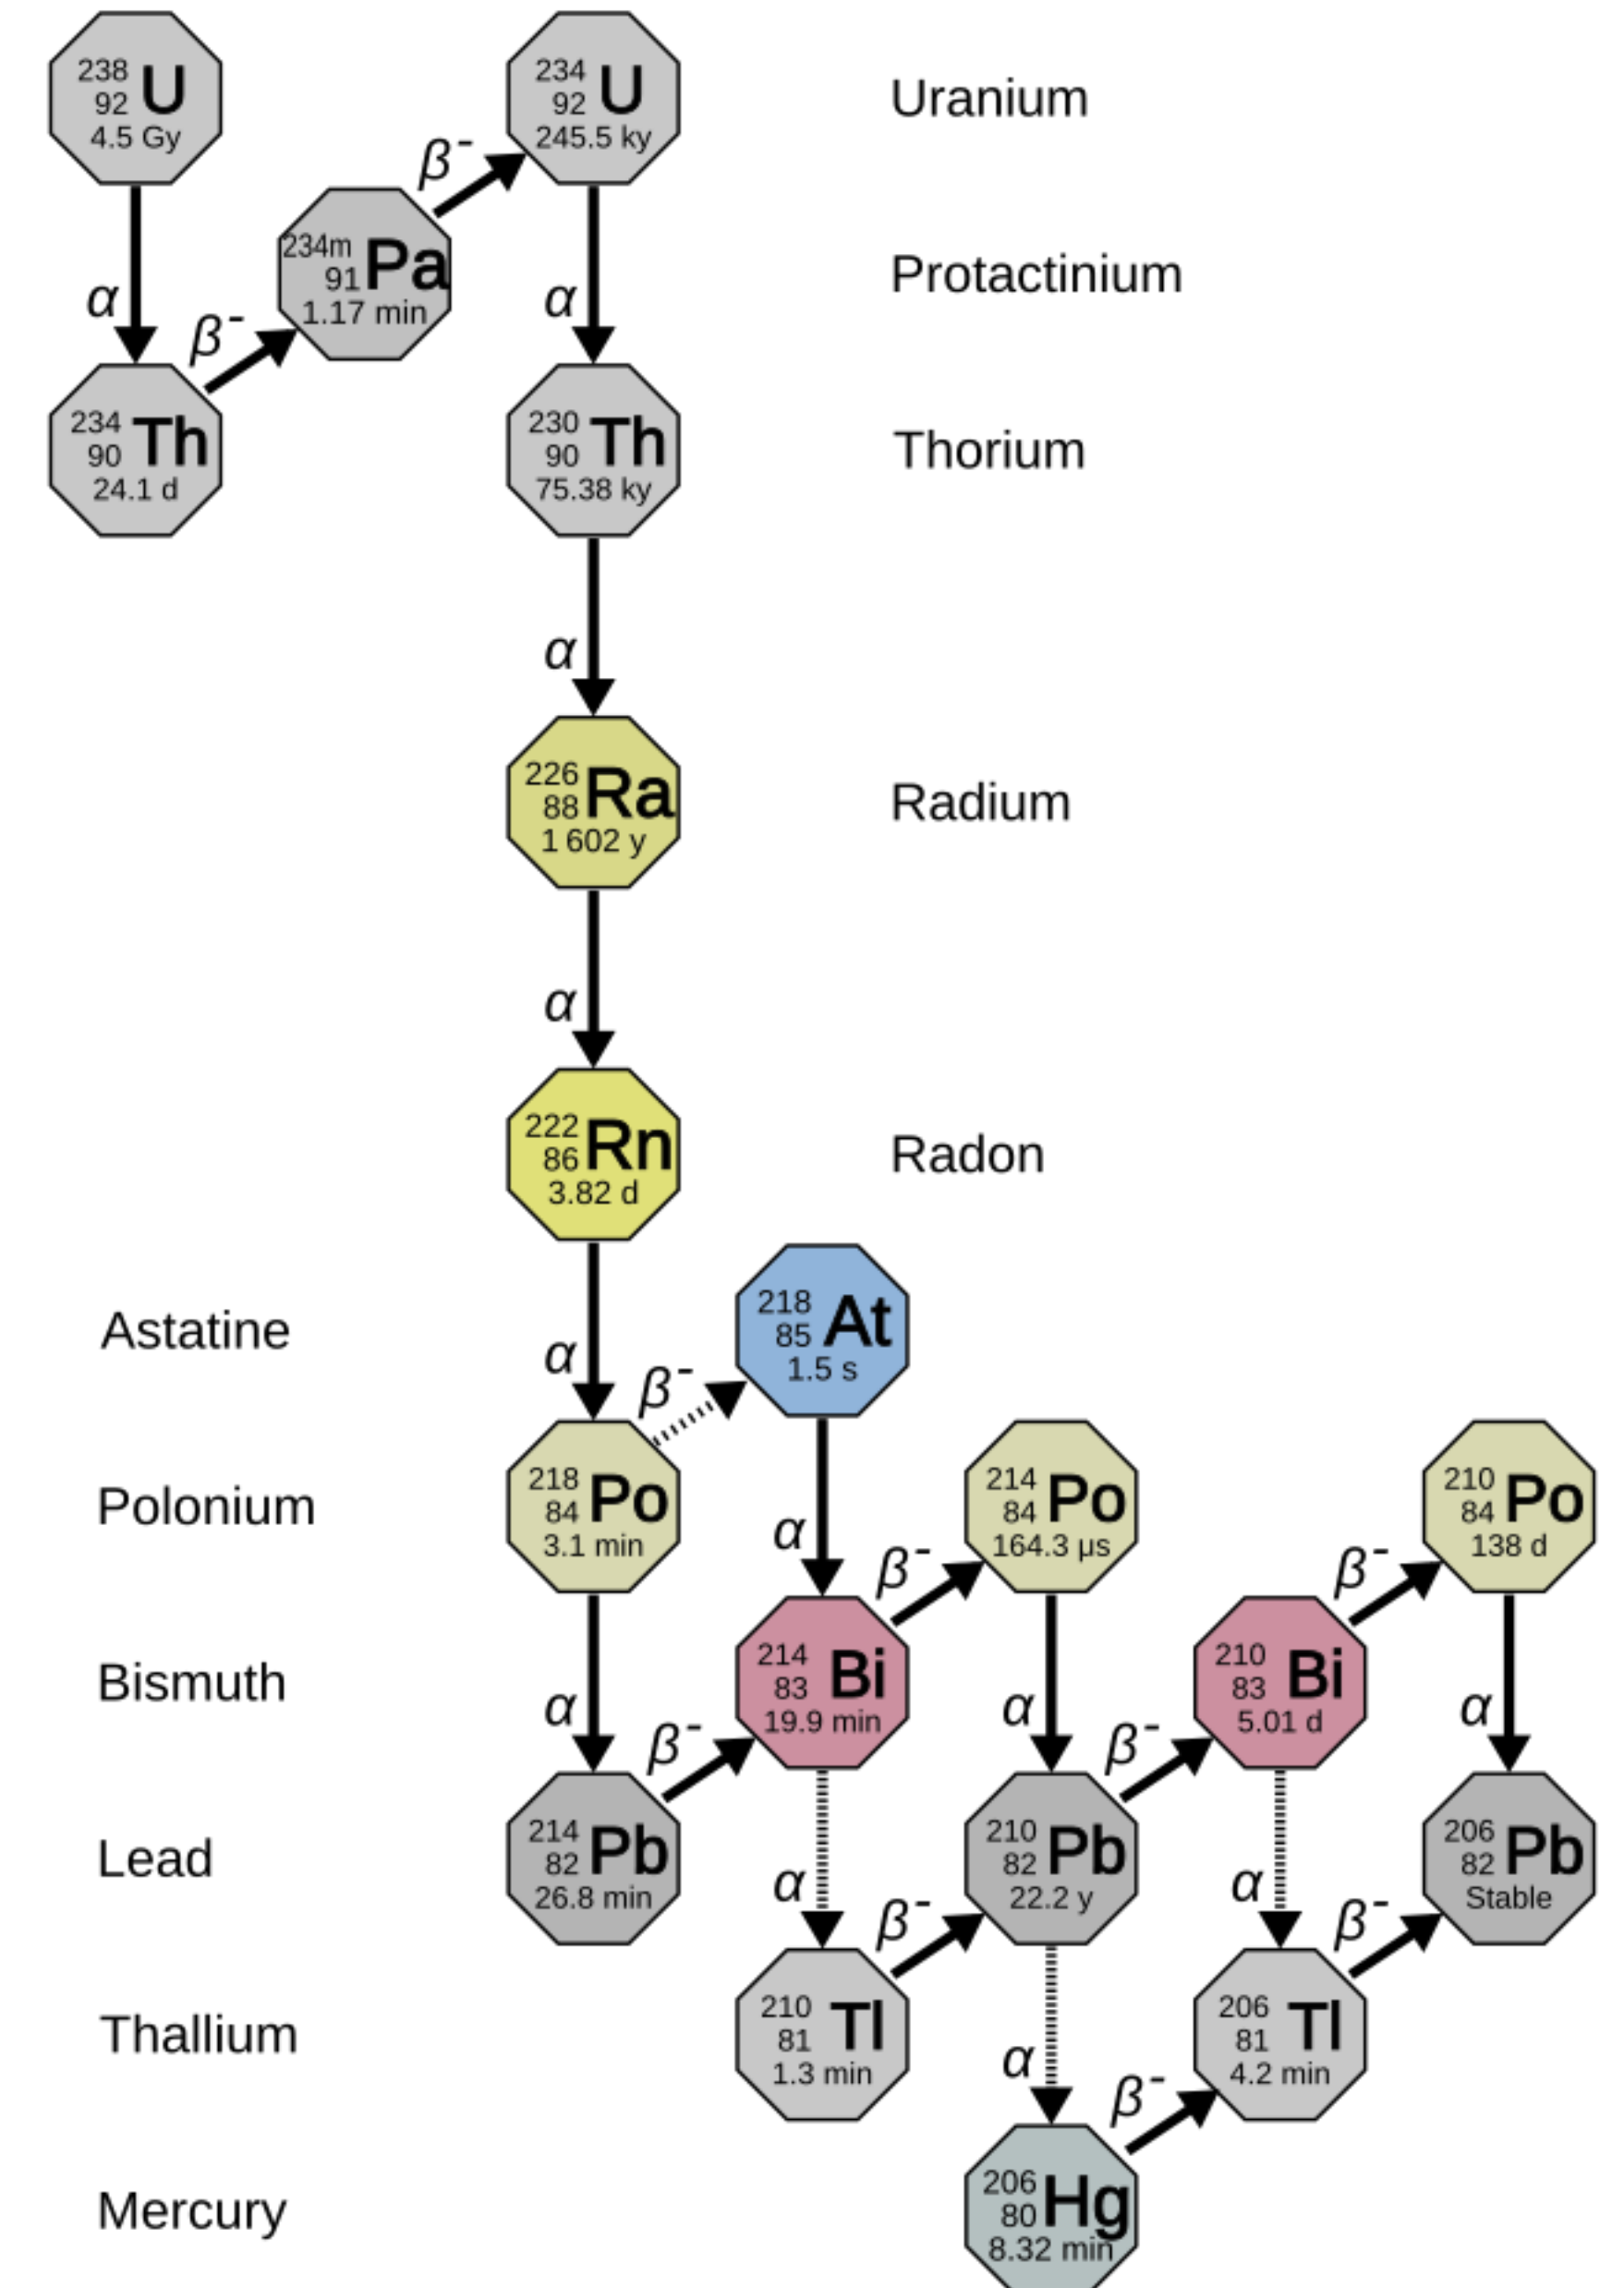 238
92 U
4.5 Gy
234
92 U
245.5 ky
Uranium
β-
234m
91 Pa
1.17 min
Protactinium
α
β-
α
234
90 Th
24.1 d
230
90 Th
75.38 ky
Thorium
α
226
88 Ra
1 602 y
Radium
α
222
86 Rn
3.82 d
Radon
Astatine
α
β-
218
85 At
1.5 s
Polonium
218
84 Po
3.1 min
α
214
84 Po
164.3 µs
210
84 Po
138 d
β-
β-
Bismuth
α
214
83 Bi
19.9 min
α
210
83 Bi
5.01 d
α
β-
β-
Lead
214
82 Pb
26.8 min
α
210
82 Pb
22.2 y
α
206
82 Pb
Stable
β-
β-
Thallium
210
81 Tl
1.3 min
α
206
81 Tl
4.2 min
β-
Mercury
206
80 Hg
8.32 min